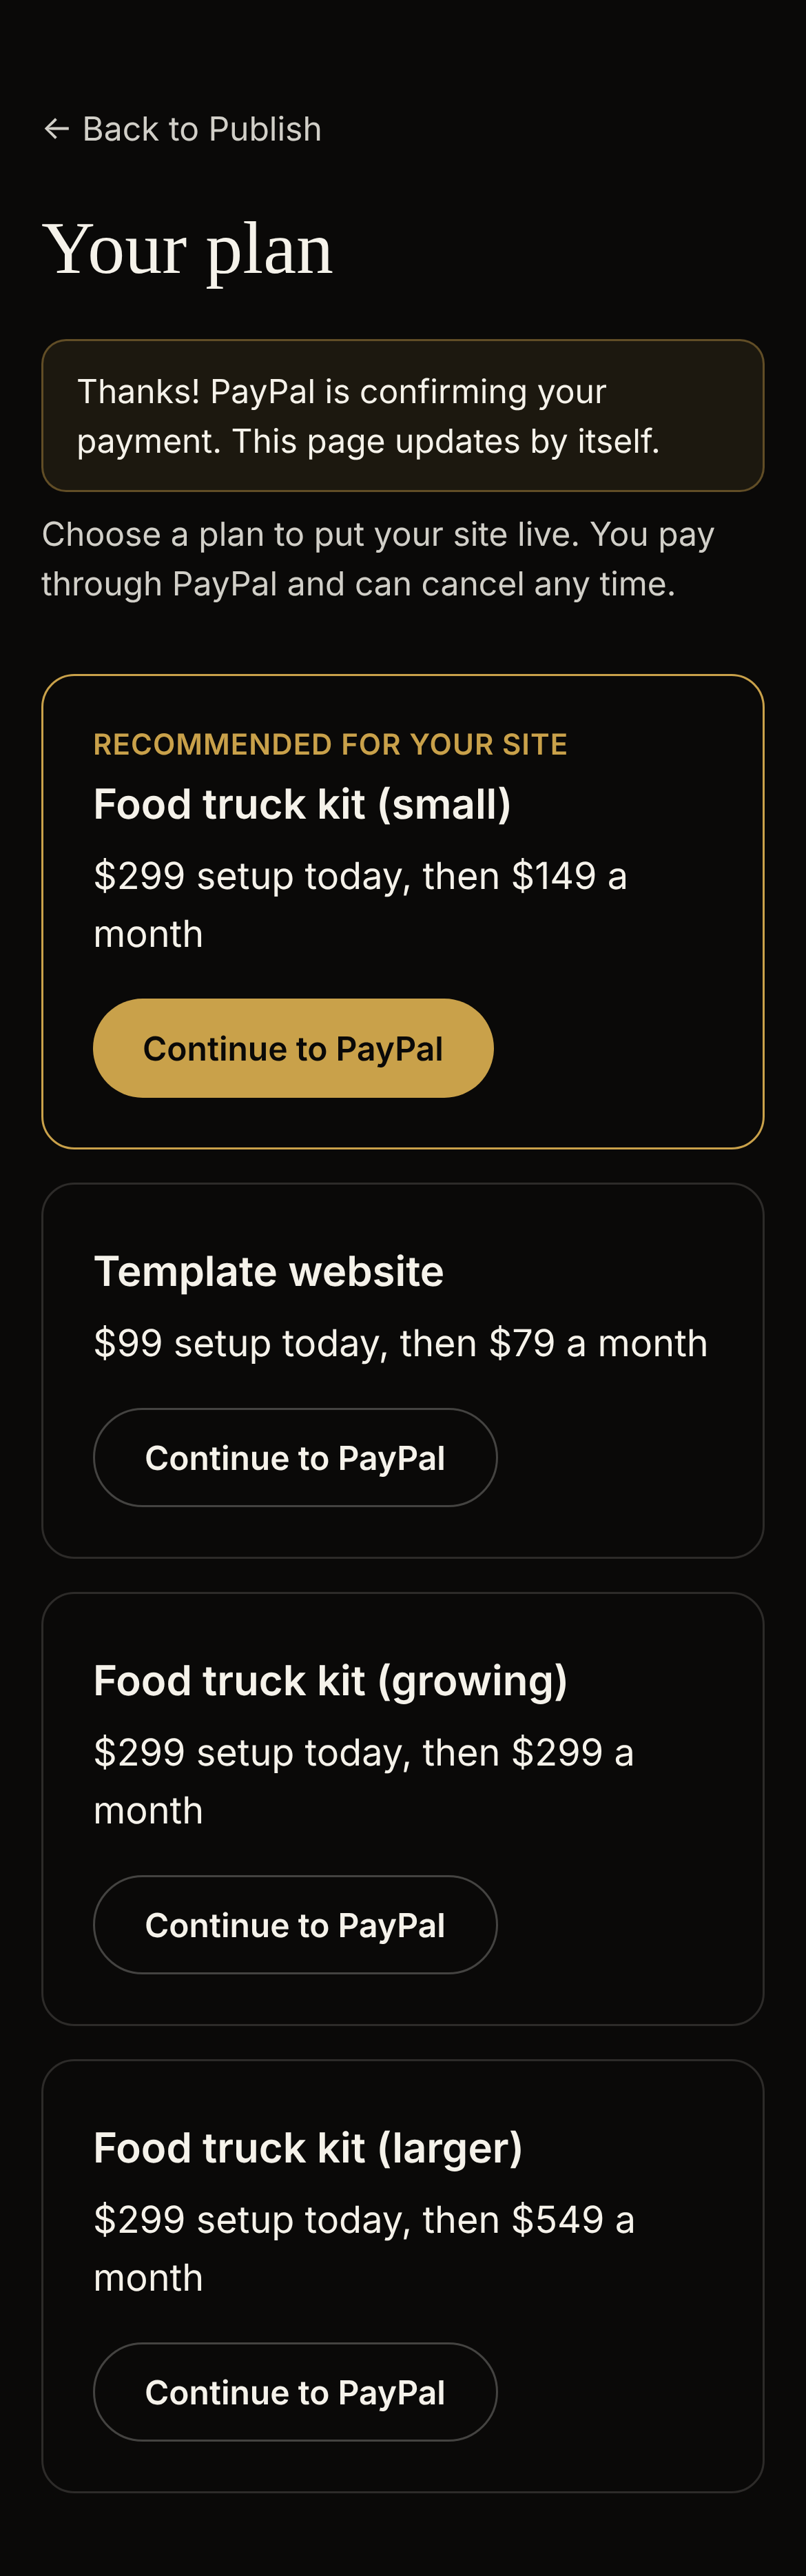 ← Back to Publish
Your plan
Thanks! PayPal is confirming your
payment. This page updates by itself.
Choose a plan to put your site live. You pay
through PayPal and can cancel any time.
RECOMMENDED FOR YOUR SITE
Food truck kit (small)
$299 setup today, then $149 a
month
Continue to PayPal
Template website
$99 setup today, then $79 a month
Continue to PayPal
Food truck kit (growing)
$299 setup today, then $299 a
month
Continue to PayPal
Food truck kit (larger)
$299 setup today, then $549 a
month
Continue to PayPal